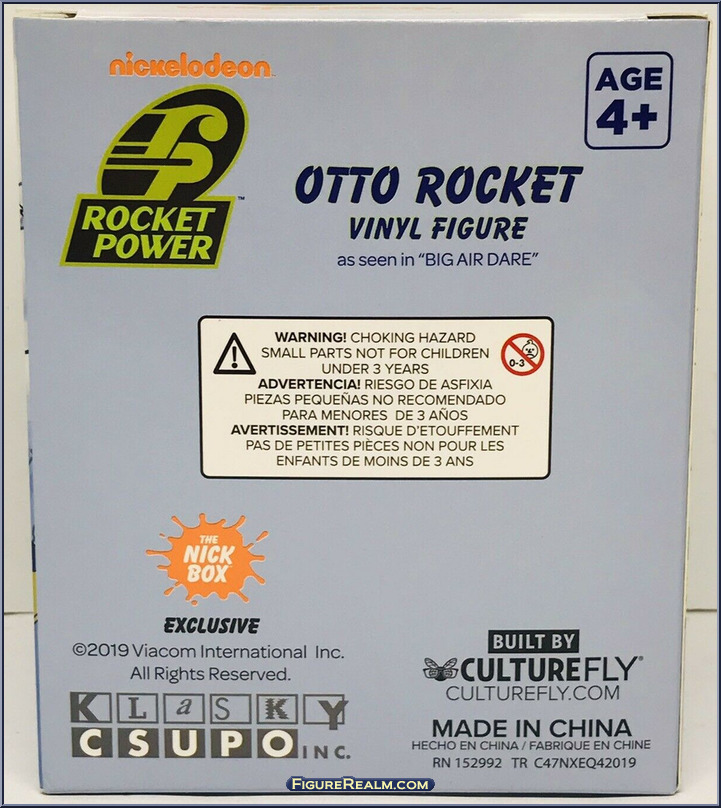 nickelodeon
AGE
4+
ROCKET
POWER
™
OTTO ROCKET
VINYL FIGURE
as seen in “BIG AIR DARE”
WARNING! CHOKING HAZARD
SMALL PARTS NOT FOR CHILDREN
UNDER 3 YEARS
0-3
ADVERTENCIA! RIESGO DE ASFIXIA
PIEZAS PEQUEÑAS NO RECOMENDADO
PARA MENORES DE 3 AÑOS
AVERTISSEMENT! RISQUE D'ETOUFFEMENT
PAS DE PETITES PIÈCES NON POUR LES
ENFANTS DE MOINS DE 3 ANS
THE
NICK
BOX
EXCLUSIVE
©2019 Viacom International Inc.
All Rights Reserved.
KLaSKY
CSUPO INC.
BUILT BY
CULTUREFLY®
CULTUREFLY.COM
MADE IN CHINA
HECHO EN CHINA / FABRIQUE EN CHINE
RN 152992 TR C47NXEQ42019
FIGUREREALM.COM